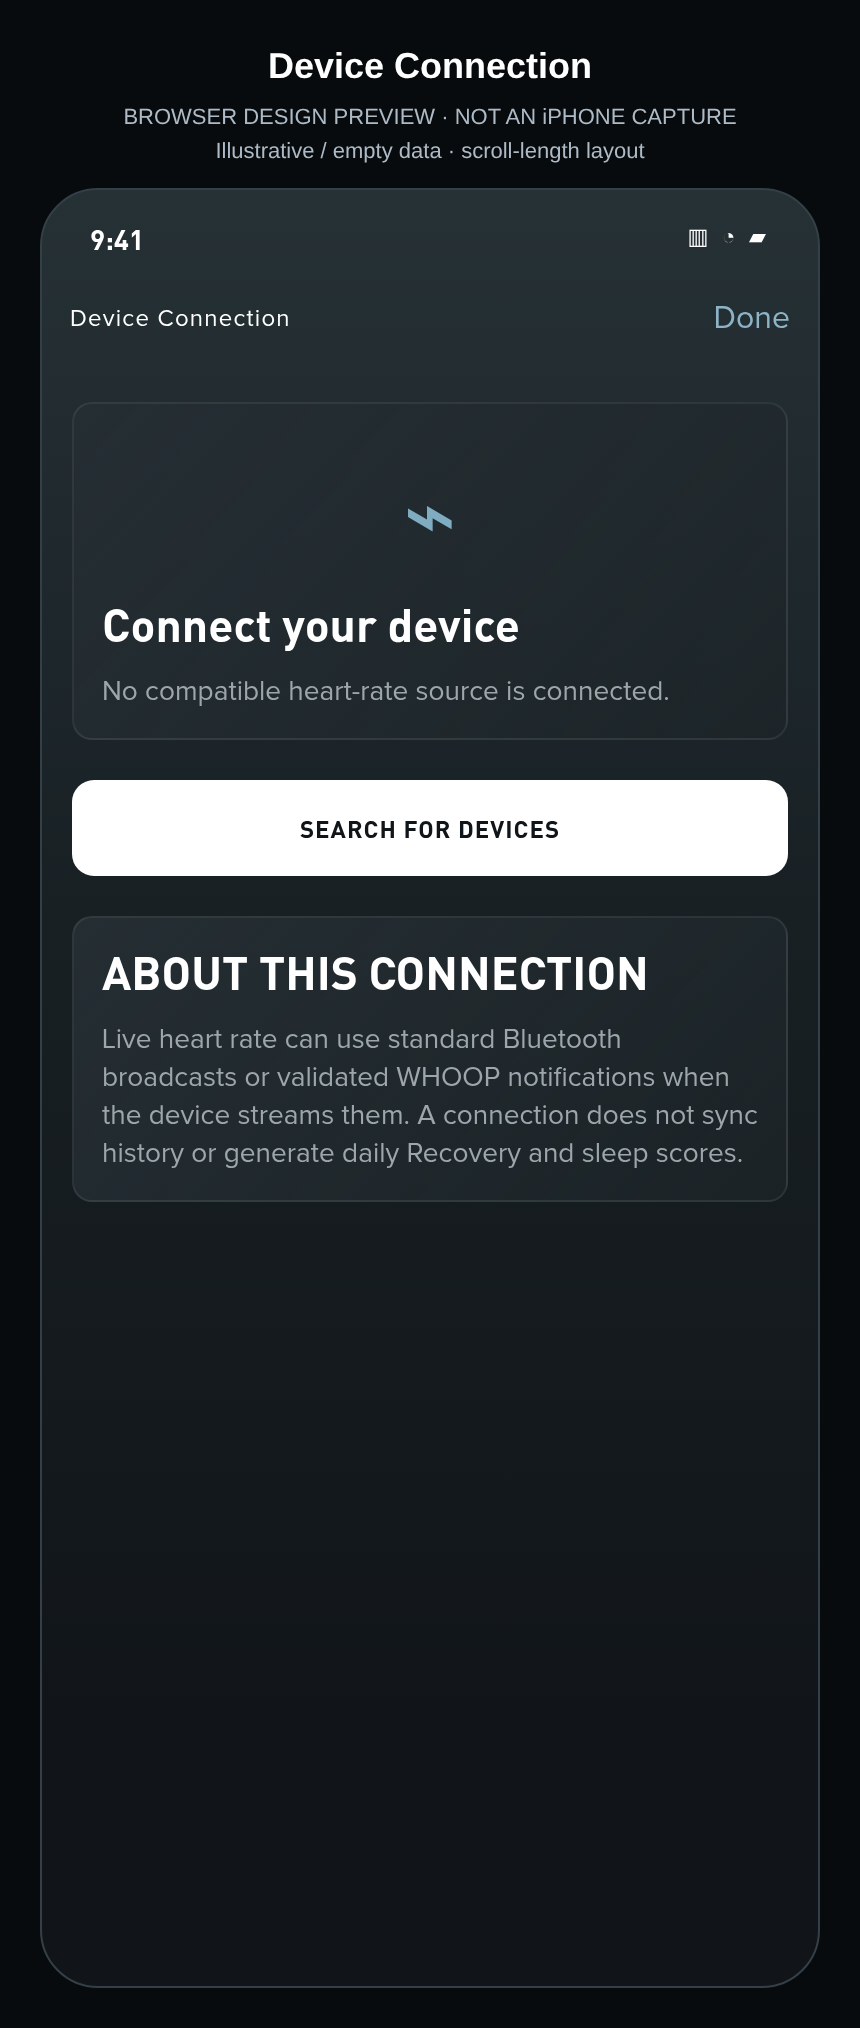 Device Connection
BROWSER DESIGN PREVIEW · NOT AN iPHONE CAPTURE
Illustrative / empty data · scroll-length layout
9:41
Device Connection
Done
Connect your device
No compatible heart-rate source is connected.
SEARCH FOR DEVICES
ABOUT THIS CONNECTION
Live heart rate can use standard Bluetooth
broadcasts or validated WHOOP notifications when
the device streams them. A connection does not sync
history or generate daily Recovery and sleep scores.